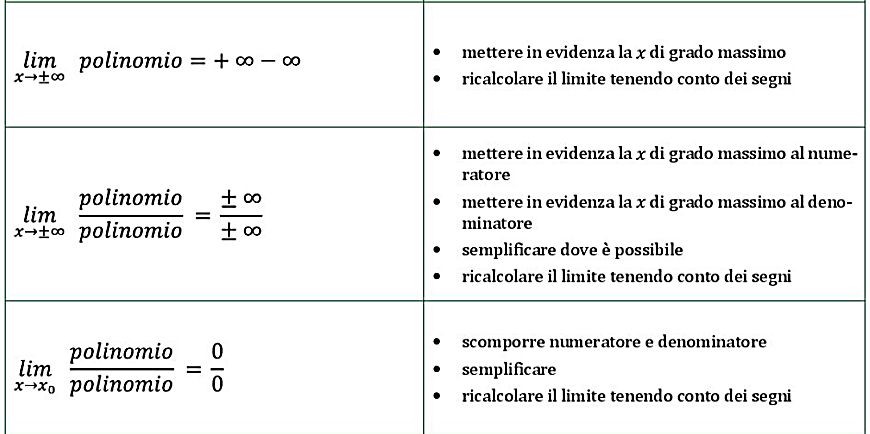 lim x→±∞ polinomio = + ∞ − ∞
• mettere in evidenza la x di grado massimo
• ricalcolare il limite tenendo conto dei segni
lim x→±∞ polinomio / polinomio = ± ∞ / ± ∞
• mettere in evidenza la x di grado massimo al nume-
ratore
• mettere in evidenza la x di grado massimo al deno-
minatore
• semplificare dove è possibile
• ricalcolare il limite tenendo conto dei segni
lim x→x₀ polinomio / polinomio = 0 / 0
• scomporre numeratore e denominatore
• semplificare
• ricalcolare il limite tenendo conto dei segni